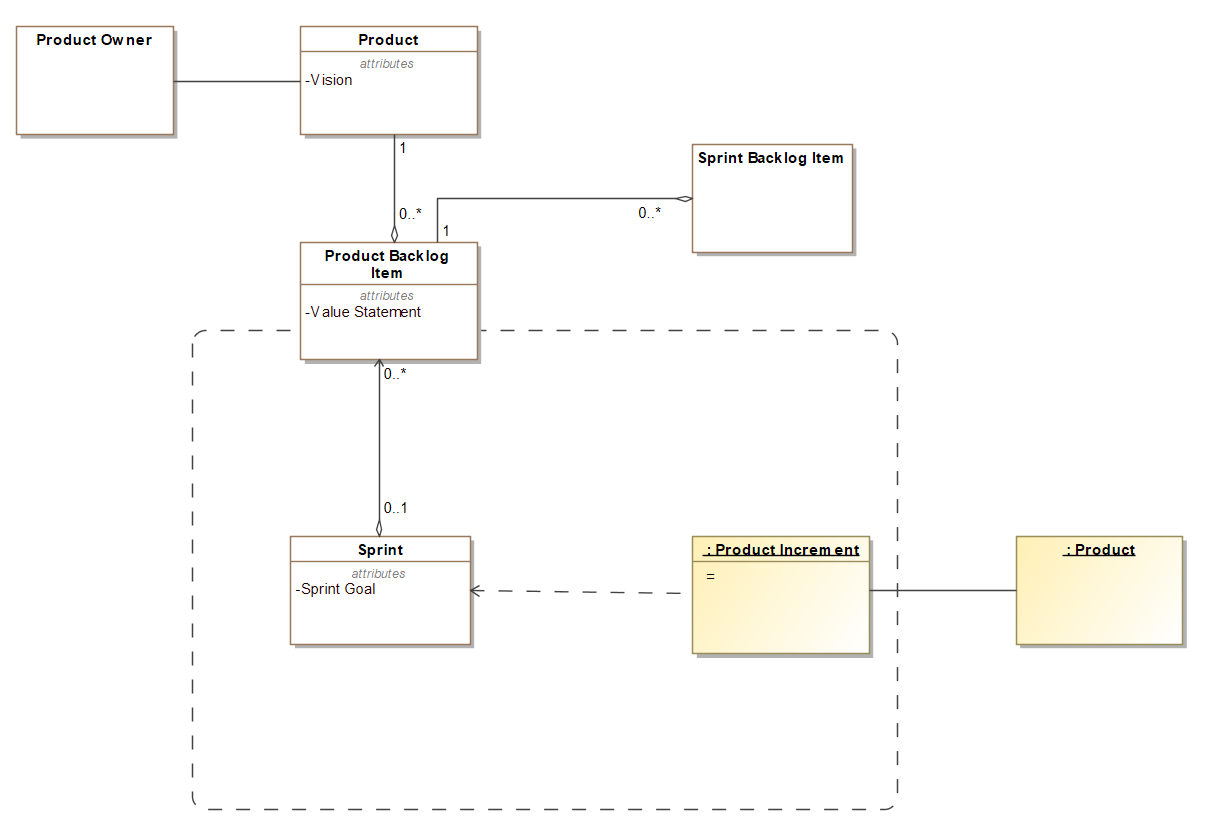 Product Owner
Product
attributes
-Vision
1
0..*
Sprint Backlog Item
0..*
1
Product Backlog
Item
attributes
-Value Statement
0..*
0..1
Sprint
attributes
-Sprint Goal
: Product Increment
=
: Product